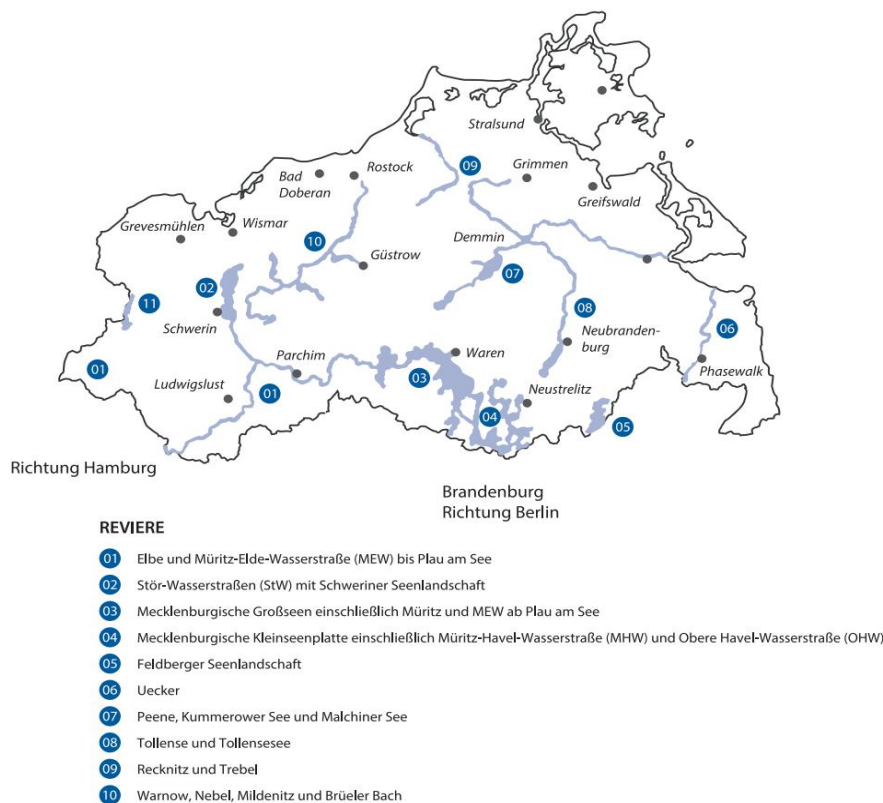 Stralsund
09
Grimmen
Bad
Doberan
Rostock
Greifswald
Grevesmühlen
Wismar
10
Demmin
Güstrow
07
02
11
08
06
Schwerin
Neubranden-
burg
Parchim
Waren
Phasewalk
01
Ludwigslust
01
03
Neustrelitz
04
05
Richtung Hamburg
Brandenburg
Richtung Berlin
REVIERE
01 Elbe und Müritz-Elde-Wasserstraße (MEW) bis Plau am See
02 Stör-Wasserstraßen (StW) mit Schweriner Seenlandschaft
03 Mecklenburgische Großseen einschließlich Müritz und MEW ab Plau am See
04 Mecklenburgische Kleinseenplatte einschließlich Müritz-Havel-Wasserstraße (MHW) und Obere Havel-Wasserstraße (OHW)
05 Feldberger Seenlandschaft
06 Uecker
07 Peene, Kummerower See und Malchiner See
08 Tollense und Tollensesee
09 Recknitz und Trebel
10 Warnow, Nebel, Mildenitz und Brüeler Bach